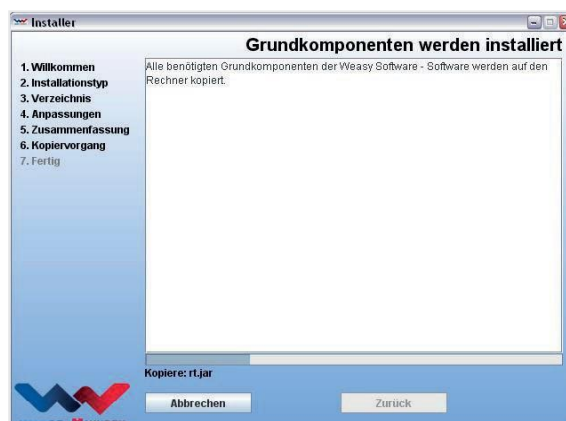 Installer
Grundkomponenten werden installiert
1. Willkommen
2. Installationstyp
3. Verzeichnis
4. Anpassungen
5. Zusammenfassung
6. Kopiervorgang
7. Fertig
Alle benötigten Grundkomponenten der Weasy Software - Software werden auf den
Rechner kopiert.
Kopiere: rt.jar
Abbrechen
Zurück